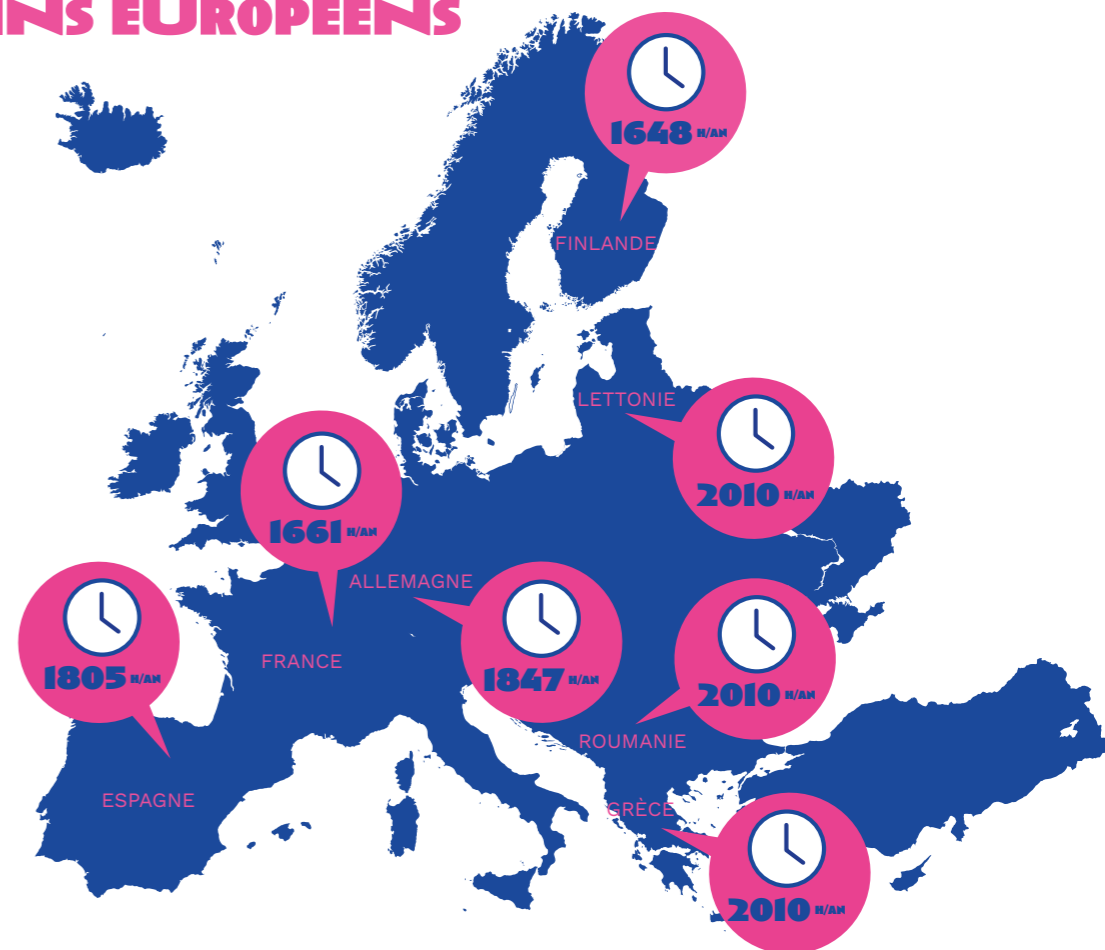 INS EUROPEENS
1648 H/AN
FINLANDE
LETTONIE
2010 H/AN
1661 H/AN
ALLEMAGNE
1847 H/AN
FRANCE
1805 H/AN
2010 H/AN
ROUMANIE
ESPAGNE
GRÈCE
2010 H/AN